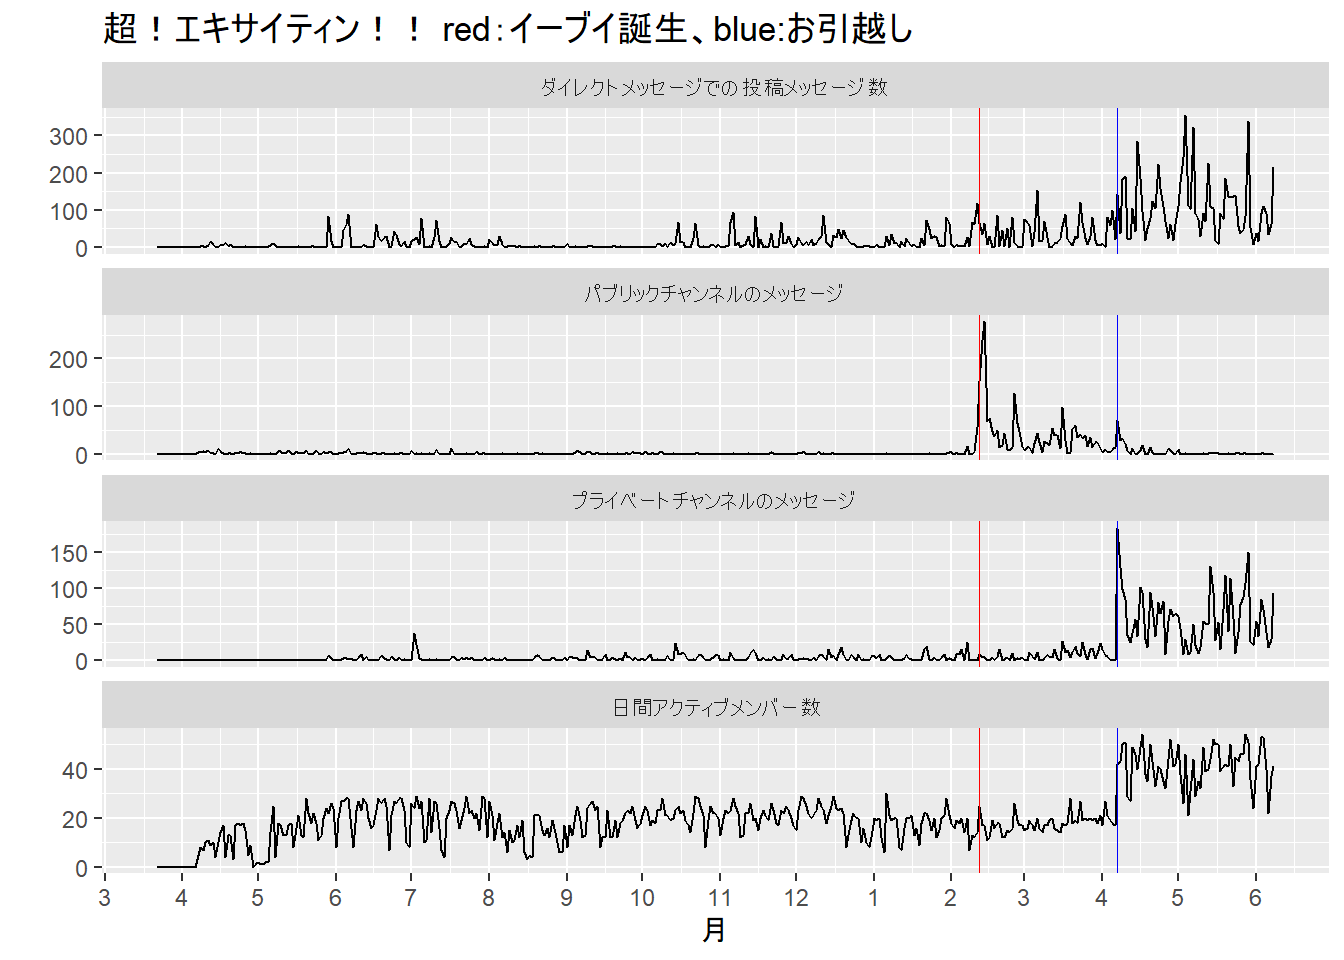 超！エキサイティン！！ red：イーブイ誕生、blue:お引越し
ダイレクトメッセージでの投稿メッセージ数
300
200
100
0
パブリックチャンネルのメッセージ
200
100
0
プライベートチャンネルのメッセージ
150
100
50
0
日間アクティブメンバー数
40
20
0
3 4 5 6 7 8 9 10 11 12 1 2 3 4 5 6
月